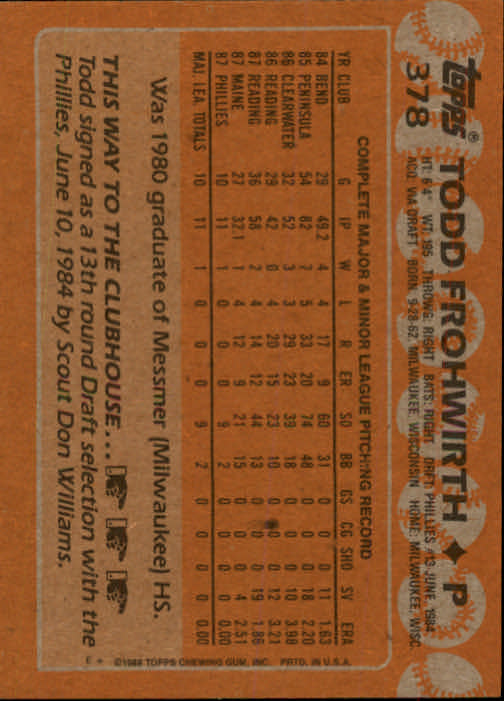 topps
378
TODD FROHWIRTH ◆ P
HT: 6'4" WT: 195 THROWS: RIGHT BATS: RIGHT DRFT: PHILLIES #13-JUNE 1984
ACQ: VIA DRAFT BORN: 9-28-62, MILWAUKEE, WISCONSIN HOME: MILWAUKEE, WISC.
COMPLETE MAJOR & MINOR LEAGUE PITCHING RECORD
YR CLUB G IP W L R ER SO BB GS CG SHO SV ERA
84 BEND 29 49.2 4 4 17 9 60 31 0 0 0 11 1.63
85 PENINSULA 54 82 7 5 33 20 74 48 0 0 0 18 2.20
86 CLEARWATER 32 52 3 3 29 23 39 18 0 0 0 10 3.98
86 READING 29 42 0 4 20 15 23 10 0 0 0 12 3.21
87 READING 36 58 2 4 14 12 44 13 0 0 0 19 1.86
87 MAINE 27 32.1 1 4 12 9 21 15 0 0 0 4 2.51
87 PHILLIES 10 11 1 0 0 0 9 2 0 0 0 0 0.00
MAJ. LEA. TOTALS 10 11 1 0 0 0 9 2 0 0 0 0 0.00
Was 1980 graduate of Messmer (Milwaukee) HS.
THIS WAY TO THE CLUBHOUSE...
Todd signed as a 13th round Draft selection with the
Phillies, June 10, 1984 by Scout Don Williams.
E* ©1988 TOPPS CHEWING GUM, INC. PRTD. IN U.S.A.